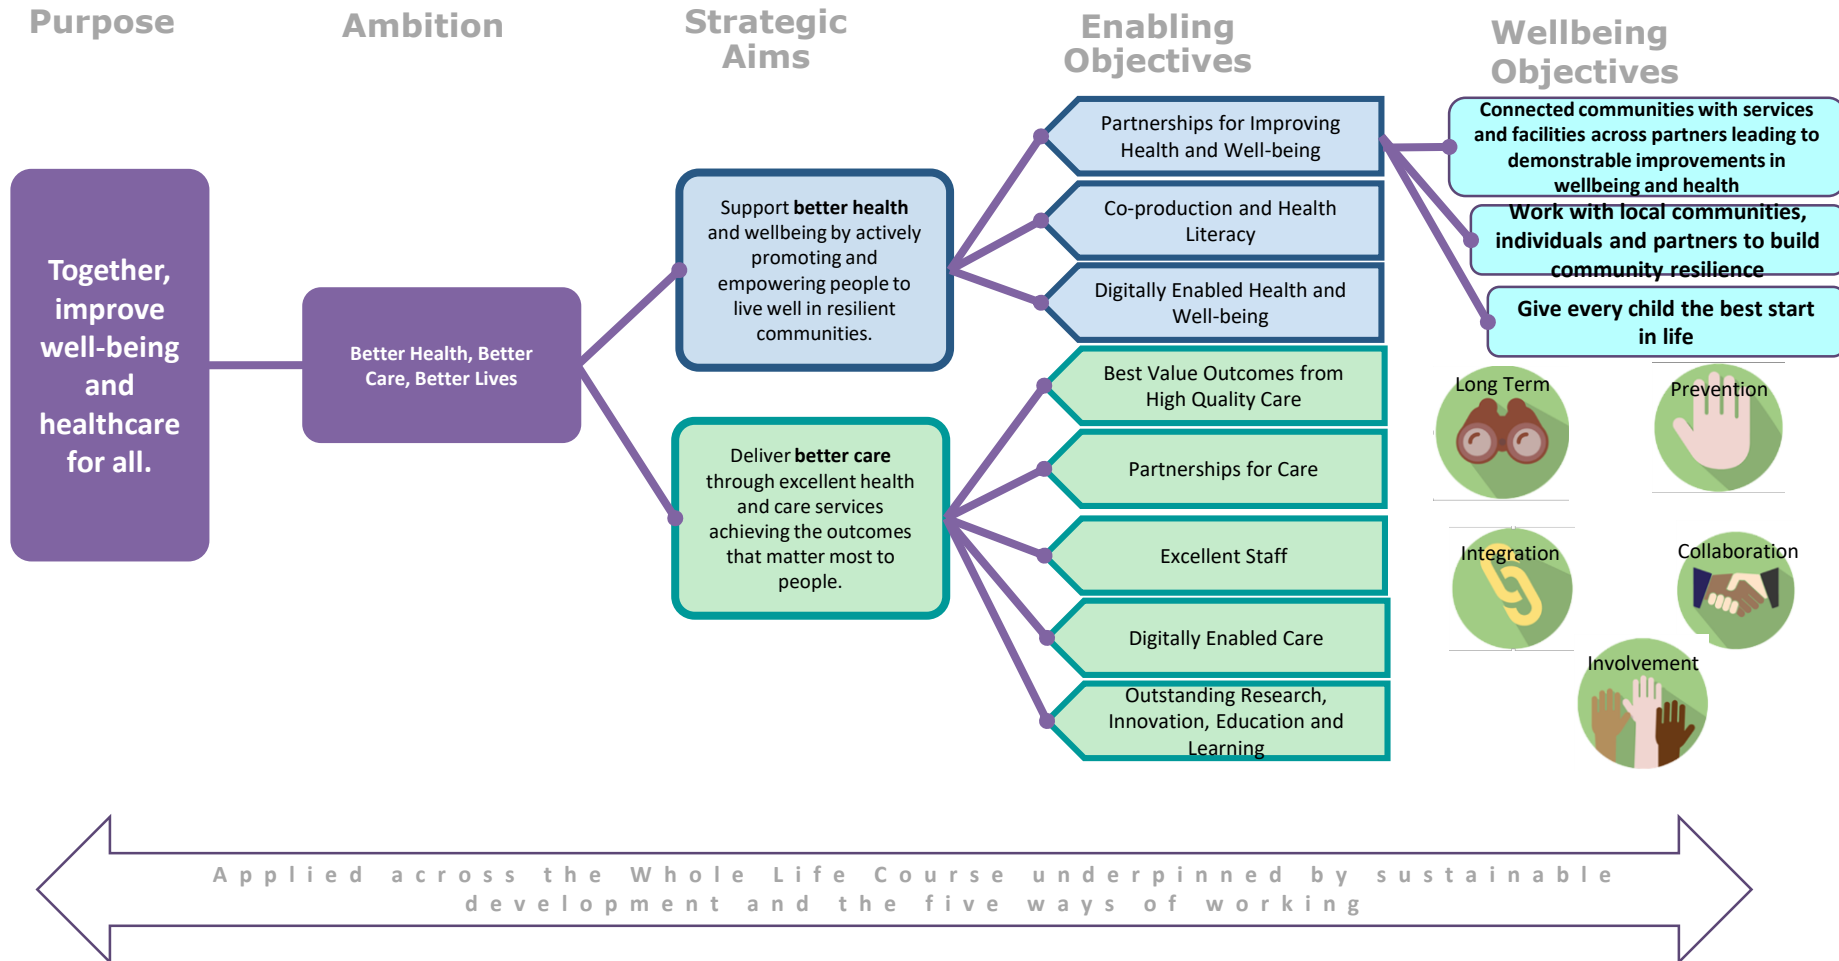 Purpose
Ambition
Strategic
Aims
Enabling
Objectives
Wellbeing
Objectives
Together,
improve
well-being
and
healthcare
for all.
Better Health, Better
Care, Better Lives
Support better health
and wellbeing by actively
promoting and
empowering people to
live well in resilient
communities.
Deliver better care
through excellent health
and care services
achieving the outcomes
that matter most to
people.
Partnerships for Improving
Health and Well-being
Co-production and Health
Literacy
Digitally Enabled Health and
Well-being
Best Value Outcomes from
High Quality Care
Partnerships for Care
Excellent Staff
Digitally Enabled Care
Outstanding Research,
Innovation, Education and
Learning
Connected communities with services
and facilities across partners leading to
demonstrable improvements in
wellbeing and health
Work with local communities,
individuals and partners to build
community resilience
Give every child the best start
in life
Long Term
Prevention
Integration
Collaboration
Involvement
Applied across the Whole Life Course underpinned by sustainable
development and the five ways of working